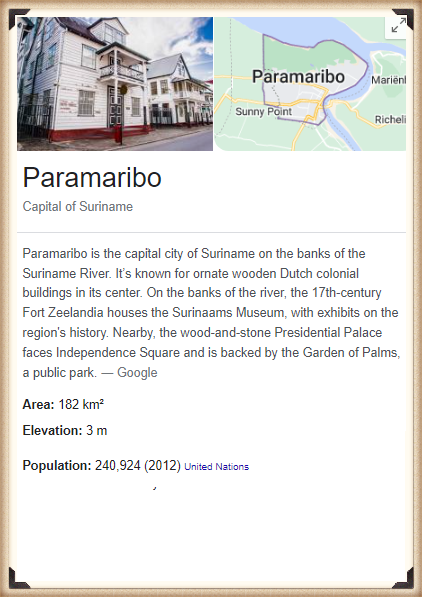 Paramaribo
Mariënl
Sunny Point
Richeli
Paramaribo
Capital of Suriname
Paramaribo is the capital city of Suriname on the banks of the
Suriname River. It's known for ornate wooden Dutch colonial
buildings in its center. On the banks of the river, the 17th-century
Fort Zeelandia houses the Surinaams Museum, with exhibits on the
region's history. Nearby, the wood-and-stone Presidential Palace
faces Independence Square and is backed by the Garden of Palms,
a public park. — Google
Area: 182 km²
Elevation: 3 m
Population: 240,924 (2012) United Nations